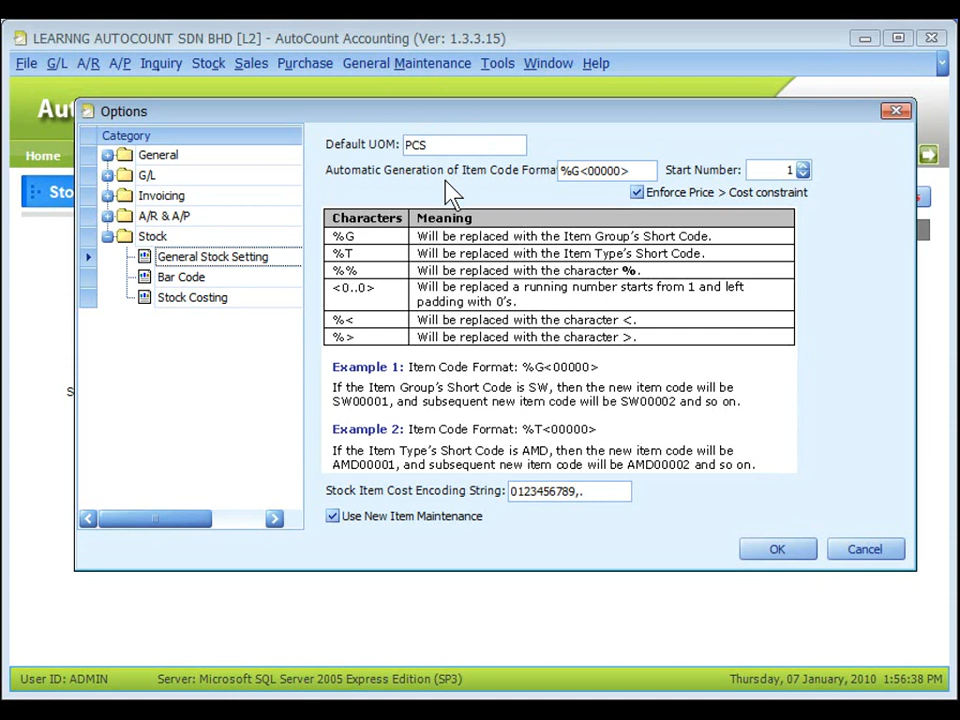 LEARNNG AUTOCOUNT SDN BHD [L2] - AutoCount Accounting (Ver: 1.3.3.15)
File G/L A/R A/P Inquiry Stock Sales Purchase General Maintenance Tools Window Help
Aut
Home
Sto
s
S
Options
Category
General
G/L
Invoicing
A/R & A/P
Stock
General Stock Setting
Bar Code
Stock Costing
Default UOM: PCS
Automatic Generation of Item Code Forma %G<00000> Start Number: 1
Enforce Price > Cost constraint
Characters Meaning
%G Will be replaced with the Item Group's Short Code.
%T Will be replaced with the Item Type's Short Code.
%% Will be replaced with the character %.
<0..0> Will be replaced a running number starts from 1 and left
padding with 0's.
%< Will be replaced with the character <.
%> Will be replaced with the character >.
Example 1: Item Code Format: %G<00000>
If the Item Group's Short Code is SW, then the new item code will be
SW00001, and subsequent new item code will be SW00002 and so on.
Example 2: Item Code Format: %T<00000>
If the Item Type's Short Code is AMD, then the new item code will be
AMD00001, and subsequent new item code will be AMD00002 and so on.
Stock Item Cost Encoding String: 0123456789,.
Use New Item Maintenance
OK Cancel
User ID: ADMIN Server: Microsoft SQL Server 2005 Express Edition (SP3) Thursday, 07 January, 2010 1:56:38 PM